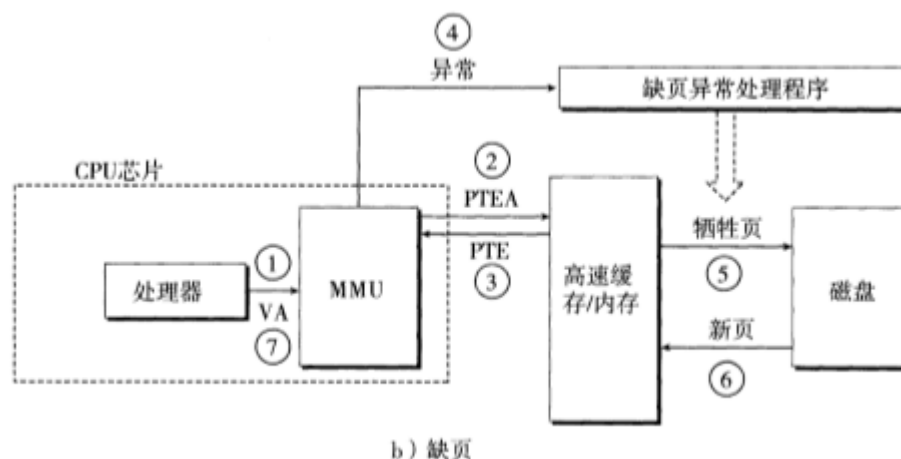 ④
异常
缺页异常处理程序
CPU芯片
②
PTEA
牺牲页
①
处理器
VA
⑦
MMU
PTE
③
高速缓
存/内存
⑤
磁盘
新页
⑥
b）缺页